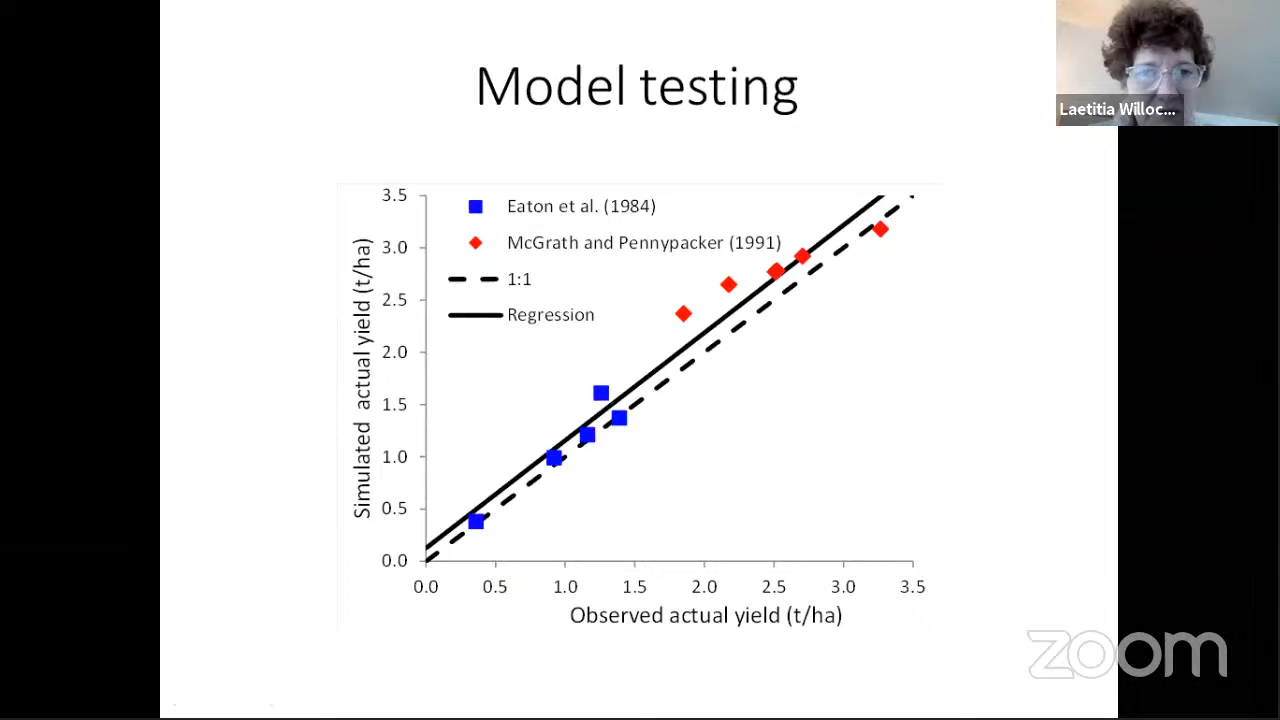 Model testing
Laetitia Willoc...
3.5
3.0
2.5
2.0
1.5
1.0
0.5
0.0
Simulated actual yield (t/ha)
Eaton et al. (1984)
McGrath and Pennypacker (1991)
1:1
Regression
0.0 0.5 1.0 1.5 2.0 2.5 3.0 3.5
Observed actual yield (t/ha)
zoom